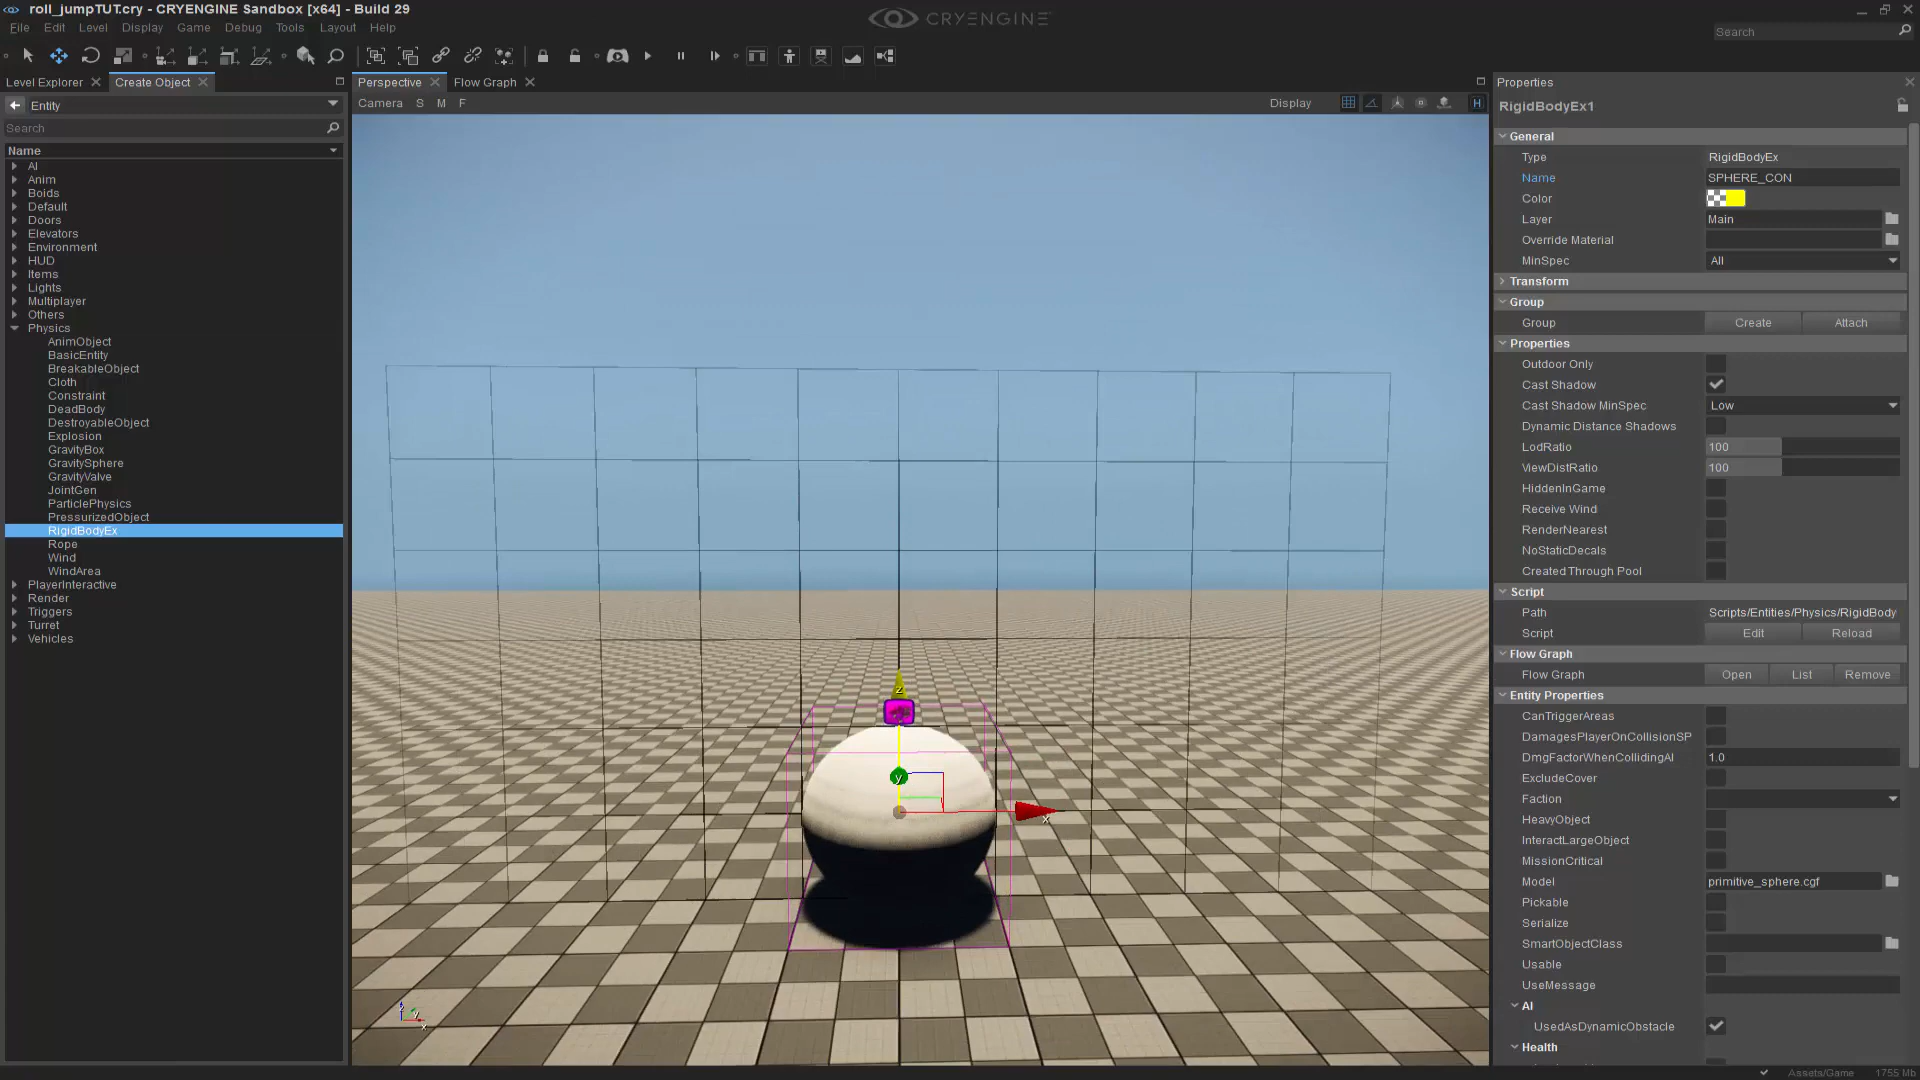 roll_jumpTUT.cry - CRYENGINE Sandbox [x64] - Build 29
CRYENGINE
File Edit Level Display Game Debug Tools Layout Help
Search
Level Explorer
Create Object
Perspective
Flow Graph
Properties
Entity
Camera S M F
Display
H
RigidBodyEx1
Search
Name
AI
Anim
Boids
Default
Doors
Elevators
Environment
HUD
Items
Lights
Multiplayer
Others
Physics
AnimObject
BasicEntity
BreakableObject
Cloth
Constraint
DeadBody
DestroyableObject
Explosion
GravityBox
GravitySphere
GravityValve
JointGen
ParticlePhysics
PressurizedObject
RigidBodyEx
Rope
Wind
WindArea
PlayerInteractive
Render
Triggers
Turret
Vehicles
z
y
x
y
x
General
Type RigidBodyEx
Name SPHERE_CON
Color
Layer Main
Override Material
MinSpec All
Transform
Group
Group Create Attach
Properties
Outdoor Only
Cast Shadow
Cast Shadow MinSpec Low
Dynamic Distance Shadows
LodRatio 100
ViewDistRatio 100
HiddenInGame
Receive Wind
RenderNearest
NoStaticDecals
Created Through Pool
Script
Path Scripts/Entities/Physics/RigidBody
Script Edit Reload
Flow Graph
Flow Graph Open List Remove
Entity Properties
CanTriggerAreas
DamagesPlayerOnCollisionSP
DmgFactorWhenCollidingAI 1.0
ExcludeCover
Faction
HeavyObject
InteractLargeObject
MissionCritical
Model primitive_sphere.cgf
Pickable
Serialize
SmartObjectClass
Usable
UseMessage
AI
UsedAsDynamicObstacle
Health
Assets/Game 1755 Mb